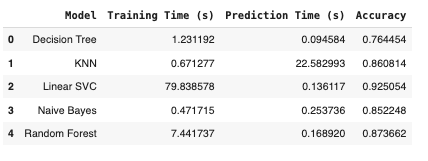 Model Training Time (s) Prediction Time (s) Accuracy
0 Decision Tree 1.231192 0.094584 0.764454
1 KNN 0.671277 22.582993 0.860814
2 Linear SVC 79.838578 0.136117 0.925054
3 Naive Bayes 0.471715 0.253736 0.852248
4 Random Forest 7.441737 0.168920 0.873662